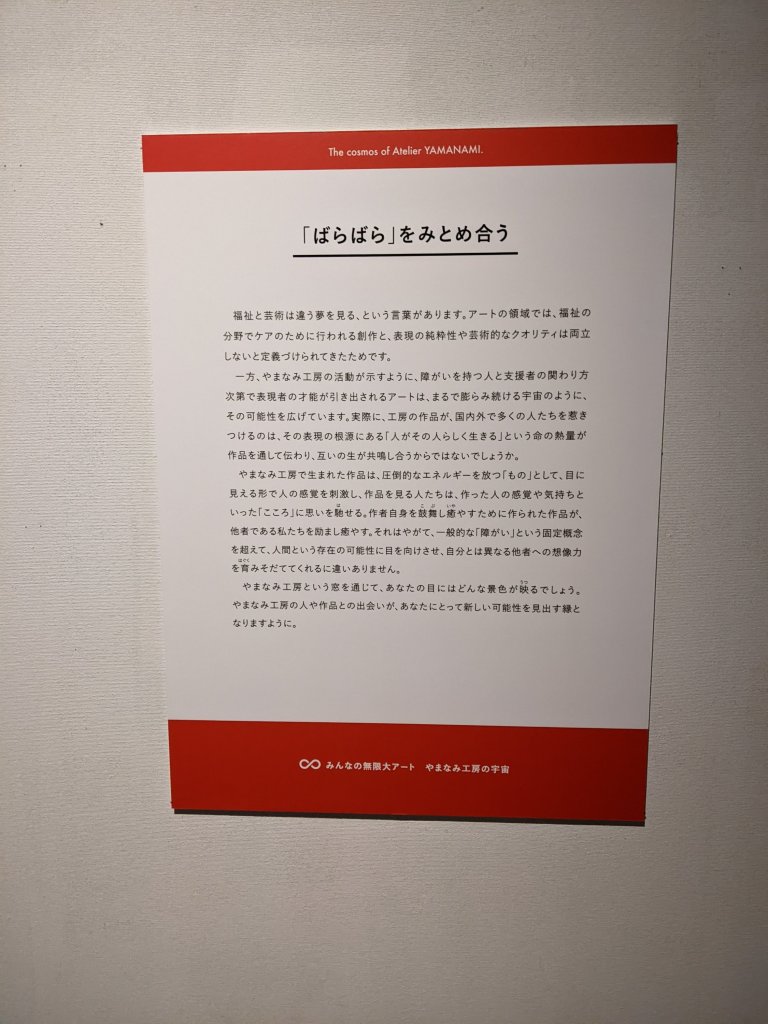 The cosmos of Atelier YAMANAMI.
「ばらばら」をみとめ合う
福祉と芸術は違う夢を見る、という言葉があります。アートの領域では、福祉の
分野でケアのために行われる創作と、表現の純粋性や芸術的なクオリティは両立
しないと定義づけられてきたためです。
一方、やまなみ工房の活動が示すように、障がいを持つ人と支援者の関わり方
次第で表現者の才能が引き出されるアートは、まるで膨らみ続ける宇宙のように、
その可能性を広げています。実際に、工房の作品が、国内外で多くの人たちを惹き
つけるのは、その表現の根源にある「人がその人らしく生きる」という命の熱量が
作品を通して伝わり、互いの生が共鳴し合うからではないでしょうか。
やまなみ工房で生まれた作品は、圧倒的なエネルギーを放つ「もの」として、目に
見える形で人の感覚を刺激し、作品を見る人たちは、作った人の感覚や気持ちと
いった「こころ」に思いを馳せる。作者自身を鼓舞し癒やすために作られた作品が、
他者である私たちを励まし癒やす。それはやがて、一般的な「障がい」という固定概念
を超えて、人間という存在の可能性に目を向けさせ、自分とは異なる他者への想像力
を育みそだててくれるに違いありません。
やまなみ工房という窓を通じて、あなたの目にはどんな景色が映るでしょう。
やまなみ工房の人や作品との出会いが、あなたにとって新しい可能性を見出す縁と
なりますように。
みんなの無限大アート やまなみ工房の宇宙